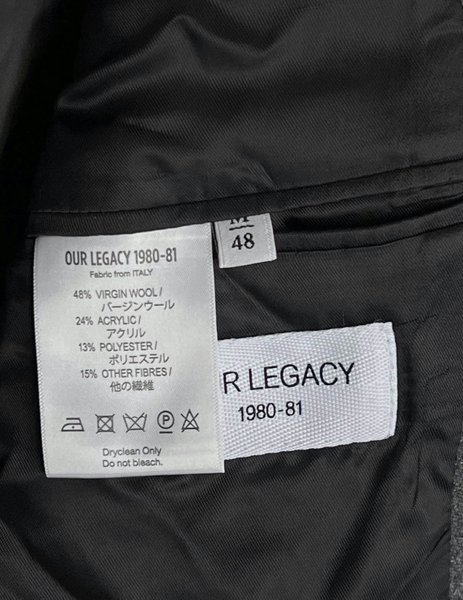 M
48
OUR LEGACY 1980-81
Fabric from ITALY
48% VIRGIN WOOL /
バージンウール
24% ACRYLIC /
アクリル
13% POLYESTER /
ポリエステル
15% OTHER FIBRES /
他の繊維
P
Dryclean Only
Do not bleach.
R LEGACY
1980-81